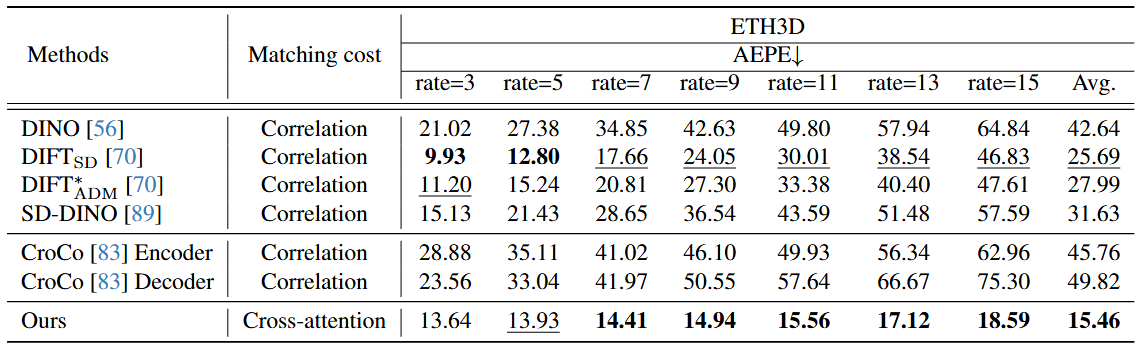 ETH3D
Methods Matching cost AEPE↓
rate=3 rate=5 rate=7 rate=9 rate=11 rate=13 rate=15 Avg.
DINO [56] Correlation 21.02 27.38 34.85 42.63 49.80 57.94 64.84 42.64
DIFT_SD [70] Correlation 9.93 12.80 17.66 24.05 30.01 38.54 46.83 25.69
DIFT*_ADM [70] Correlation 11.20 15.24 20.81 27.30 33.38 40.40 47.61 27.99
SD-DINO [89] Correlation 15.13 21.43 28.65 36.54 43.59 51.48 57.59 31.63
CroCo [83] Encoder Correlation 28.88 35.11 41.02 46.10 49.93 56.34 62.96 45.76
CroCo [83] Decoder Correlation 23.56 33.04 41.97 50.55 57.64 66.67 75.30 49.82
Ours Cross-attention 13.64 13.93 14.41 14.94 15.56 17.12 18.59 15.46